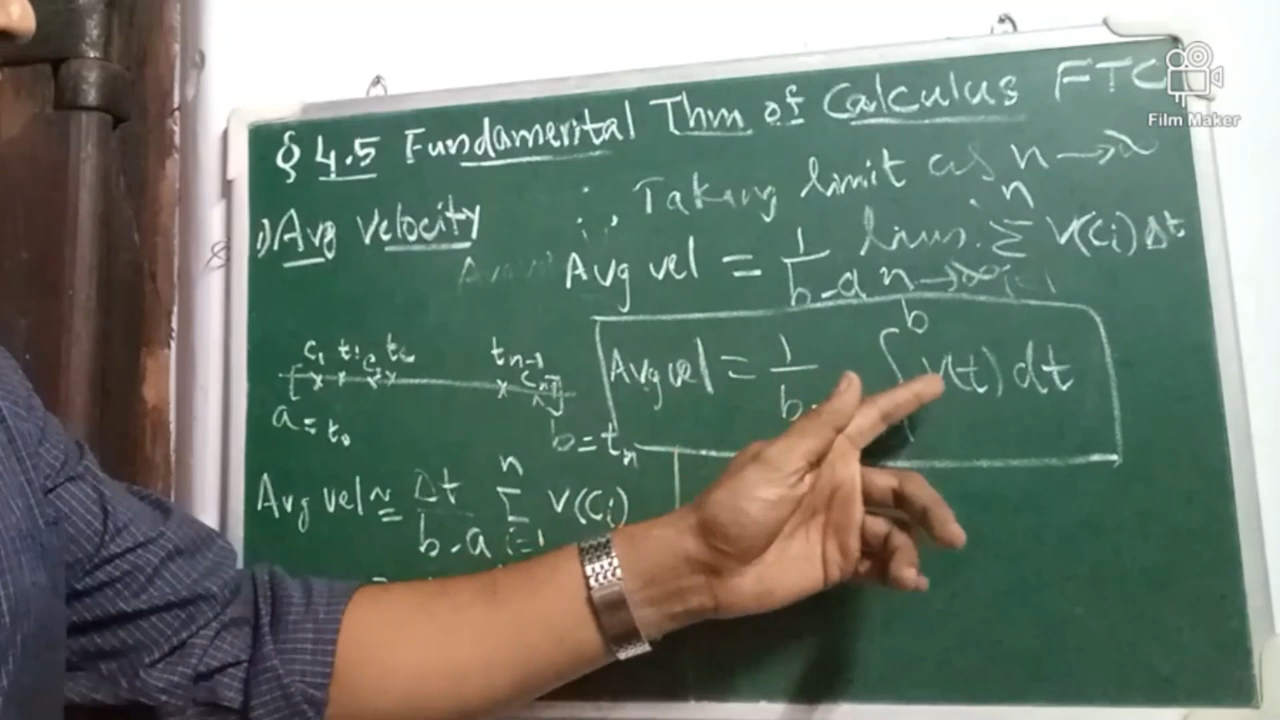 § 4.5 Fundamental Thm of Calculus FTC
Film Maker
1) Avg Velocity
∴, Taking limit as n → ∞
Avg vel = 1/b-a lim n→∞ n Σ i=1 V(Ci) Δt
C1 t1 C2 t2 tn-1 Cn
a = t0 b = tn
Avg vel = 1/b- ∫ b V(t) dt
Avg vel ≈ Δt/b-a n Σ i=1 V(Ci)